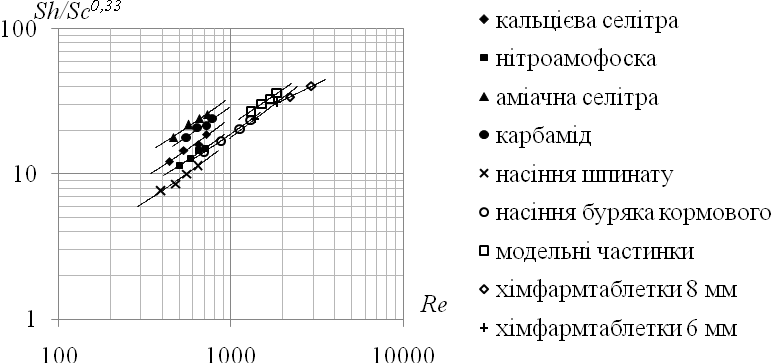 Sh/Sc0,33
100
10
1
100
1000
10000
Re
кальцієва селітра
нітроамофоска
аміачна селітра
карбамід
насіння шпинату
насіння буряка кормового
модельні частинки
хімфармтаблетки 8 мм
хімфармтаблетки 6 мм